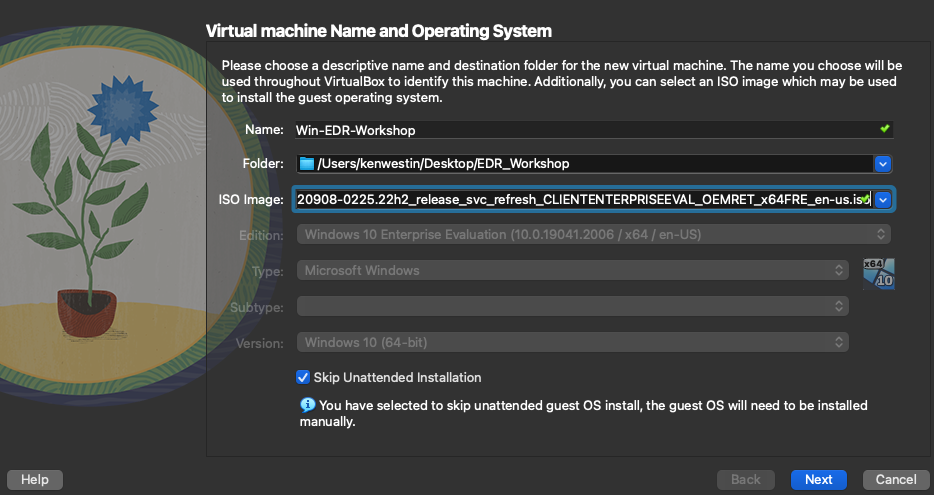 Virtual machine Name and Operating System
Please choose a descriptive name and destination folder for the new virtual machine. The name you choose will be
used throughout VirtualBox to identify this machine. Additionally, you can select an ISO image which may be used
to install the guest operating system.
Name: Win-EDR-Workshop
Folder: /Users/kenwestin/Desktop/EDR_Workshop
ISO Image: 20908-0225.22h2_release_svc_refresh_CLIENTENTERPRISEEVAL_OEMRET_x64FRE_en-us.iso
Edition: Windows 10 Enterprise Evaluation (10.0.19041.2006 / x64 / en-US)
Type: Microsoft Windows
x64
10
Subtype:
Version: Windows 10 (64-bit)
Skip Unattended Installation
You have selected to skip unattended guest OS install, the guest OS will need to be installed
manually.
Help
Back
Next
Cancel